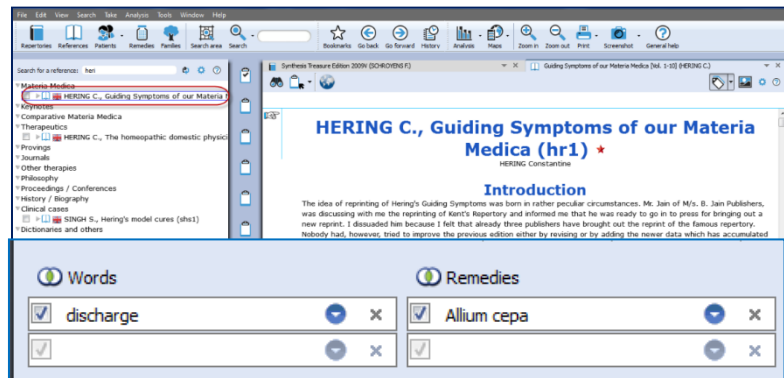 File Edit View Search Take Analysis Tools Window Help
Repertories References Patients Remedies Families Search area Search Bookmarks Go back Go forward History Analysis Maps Zoom in Zoom out Print Screenshot General help
Search for a reference: hen
Synthesis Treasure Edition 2009V (SCHROYENS F.)
Guiding Symptoms of our Materia Medica [Vol. 1-10] (HERING C.)
Materia Medica
HERING C., Guiding Symptoms of our Materia
Keynotes
Comparative Materia Medica
Therapeutics
HERING C., The homeopathic domestic physici
Provings
Journals
Other therapies
Philosophy
Proceedings / Conferences
History / Biography
Clinical cases
SINGH S., Hering's model cures (shs1)
Dictionaries and others
HERING C., Guiding Symptoms of our Materia
Medica (hr1) ★
HERING Constantine
Introduction
The idea of reprinting of Hering's Guiding Symptoms was born in rather peculiar circumstances. Mr. Jain of M/s. B. Jain Publishers,
was discussing with me the reprinting of Kent's Repertory and informed me that he was ready to go in to press for bringing out a
new reprint. I dissuaded him because I felt that already three publishers have brought out the reprint of the famous repertory.
Nobody had, however, tried to improve the previous edition either by revising or by adding the newer data which has accumulated
Words
discharge
Remedies
Allium cepa